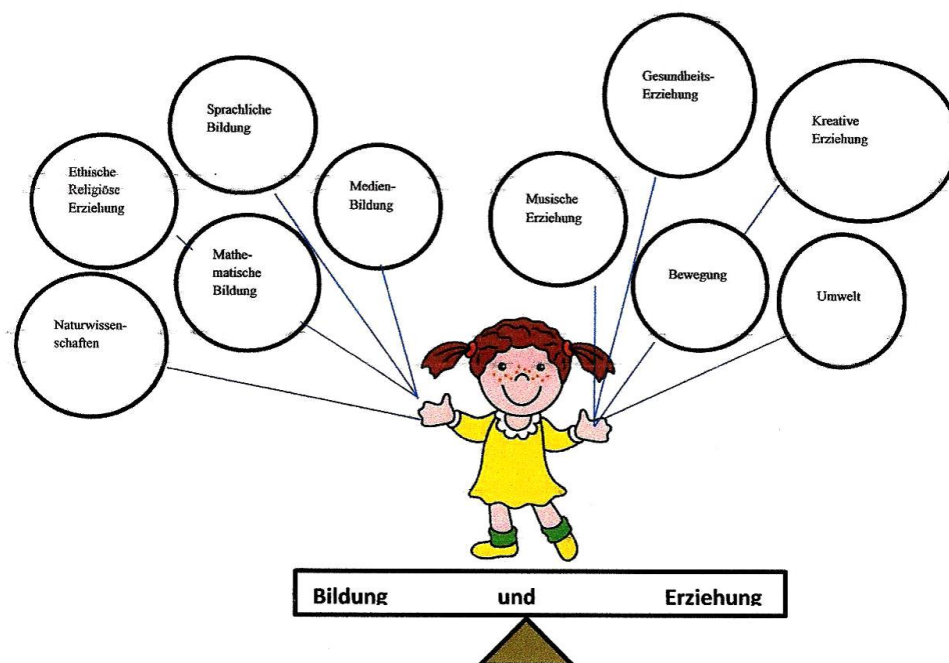 Sprachliche
Bildung
Ethische
Religiöse
Erziehung
Medien-
Bildung
Mathe-
matische
Bildung
Naturwissen-
schaften
Gesundheits-
Erziehung
Kreative
Erziehung
Musische
Erziehung
Bewegung
Umwelt
Bildung und Erziehung